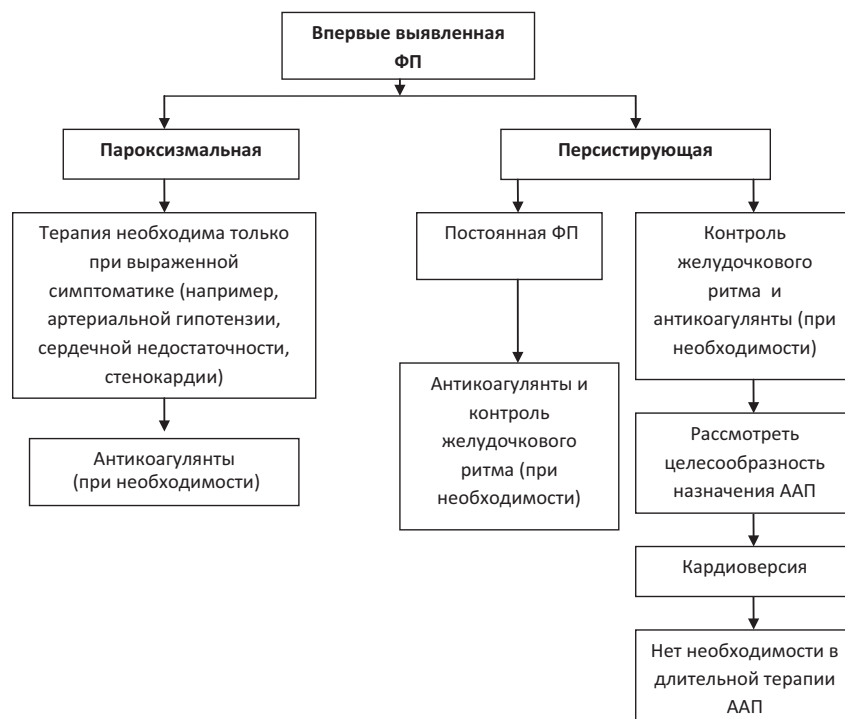 Впервые выявленная
ФП
Пароксизмальная
Персистирующая
Терапия необходима только
при выраженной
симптоматике (например,
артериальной гипотензии,
сердечной недостаточности,
стенокардии)
Антикоагулянты
(при необходимости)
Постоянная ФП
Антикоагулянты и
контроль
желудочкового
ритма (при
необходимости)
Контроль
желудочкового
ритма и
антикоагулянты (при
необходимости)
Рассмотреть
целесообразность
назначения ААП
Кардиоверсия
Нет необходимости в
длительной терапии
ААП